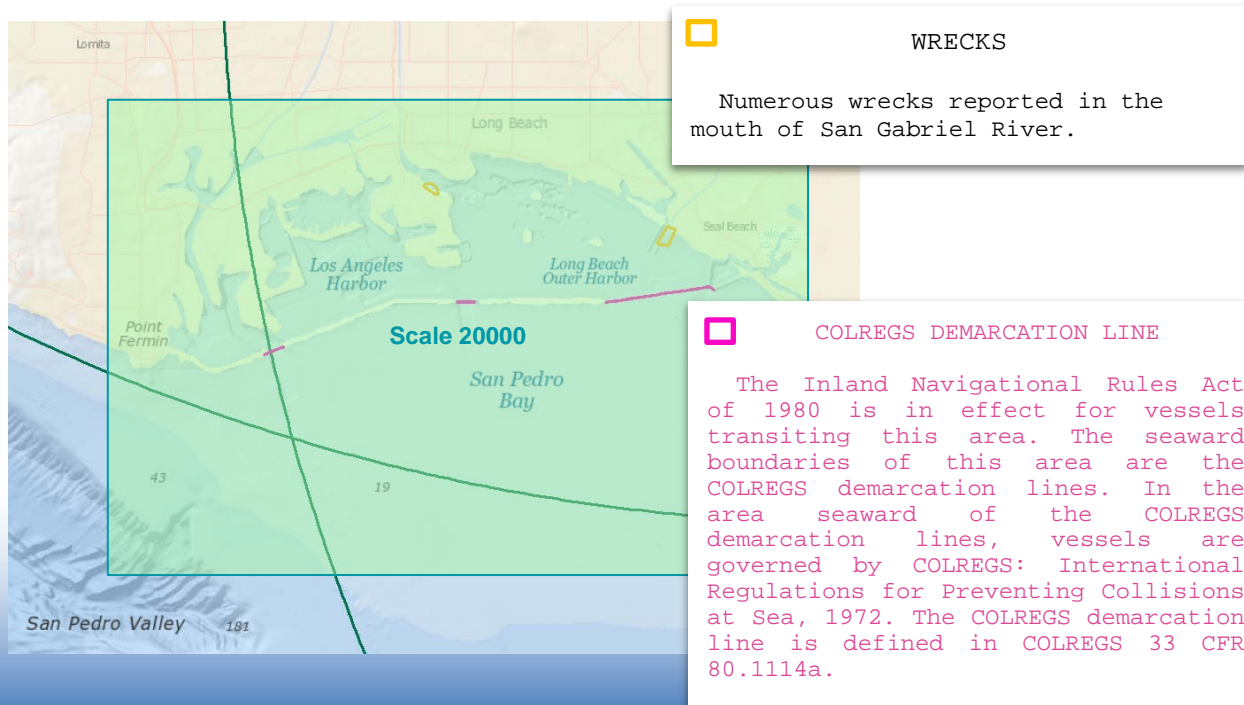 Lomita
Long Beach
Seal Beach
Los Angeles
Harbor
Long Beach
Outer Harbor
Point
Fermin
Scale 20000
San Pedro
Bay
43
19
San Pedro Valley
181
WRECKS
Numerous wrecks reported in the
mouth of San Gabriel River.
COLREGS DEMARCATION LINE
The Inland Navigational Rules Act
of 1980 is in effect for vessels
transiting this area. The seaward
boundaries of this area are the
COLREGS demarcation lines. In the
area seaward of the COLREGS
demarcation lines, vessels are
governed by COLREGS: International
Regulations for Preventing Collisions
at Sea, 1972. The COLREGS demarcation
line is defined in COLREGS 33 CFR
80.1114a.